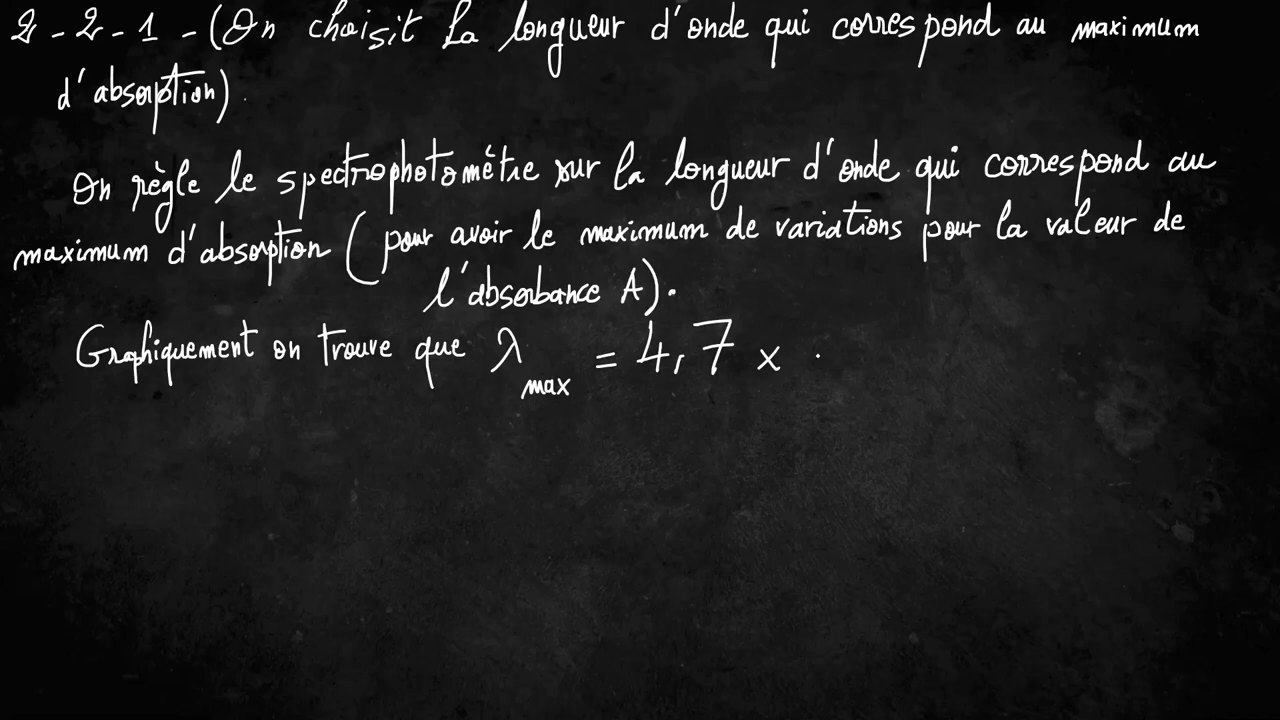 2-2-1-(On choisit la longueur d'onde qui correspond au maximum
d'absorption).
On règle le spectrophotomètre sur la longueur d'onde qui correspond au
maximum d'absorption (pour avoir le maximum de variations pour la valeur de
l'absorbance A).
Graphiquement on trouve que λmax = 4,7 x .